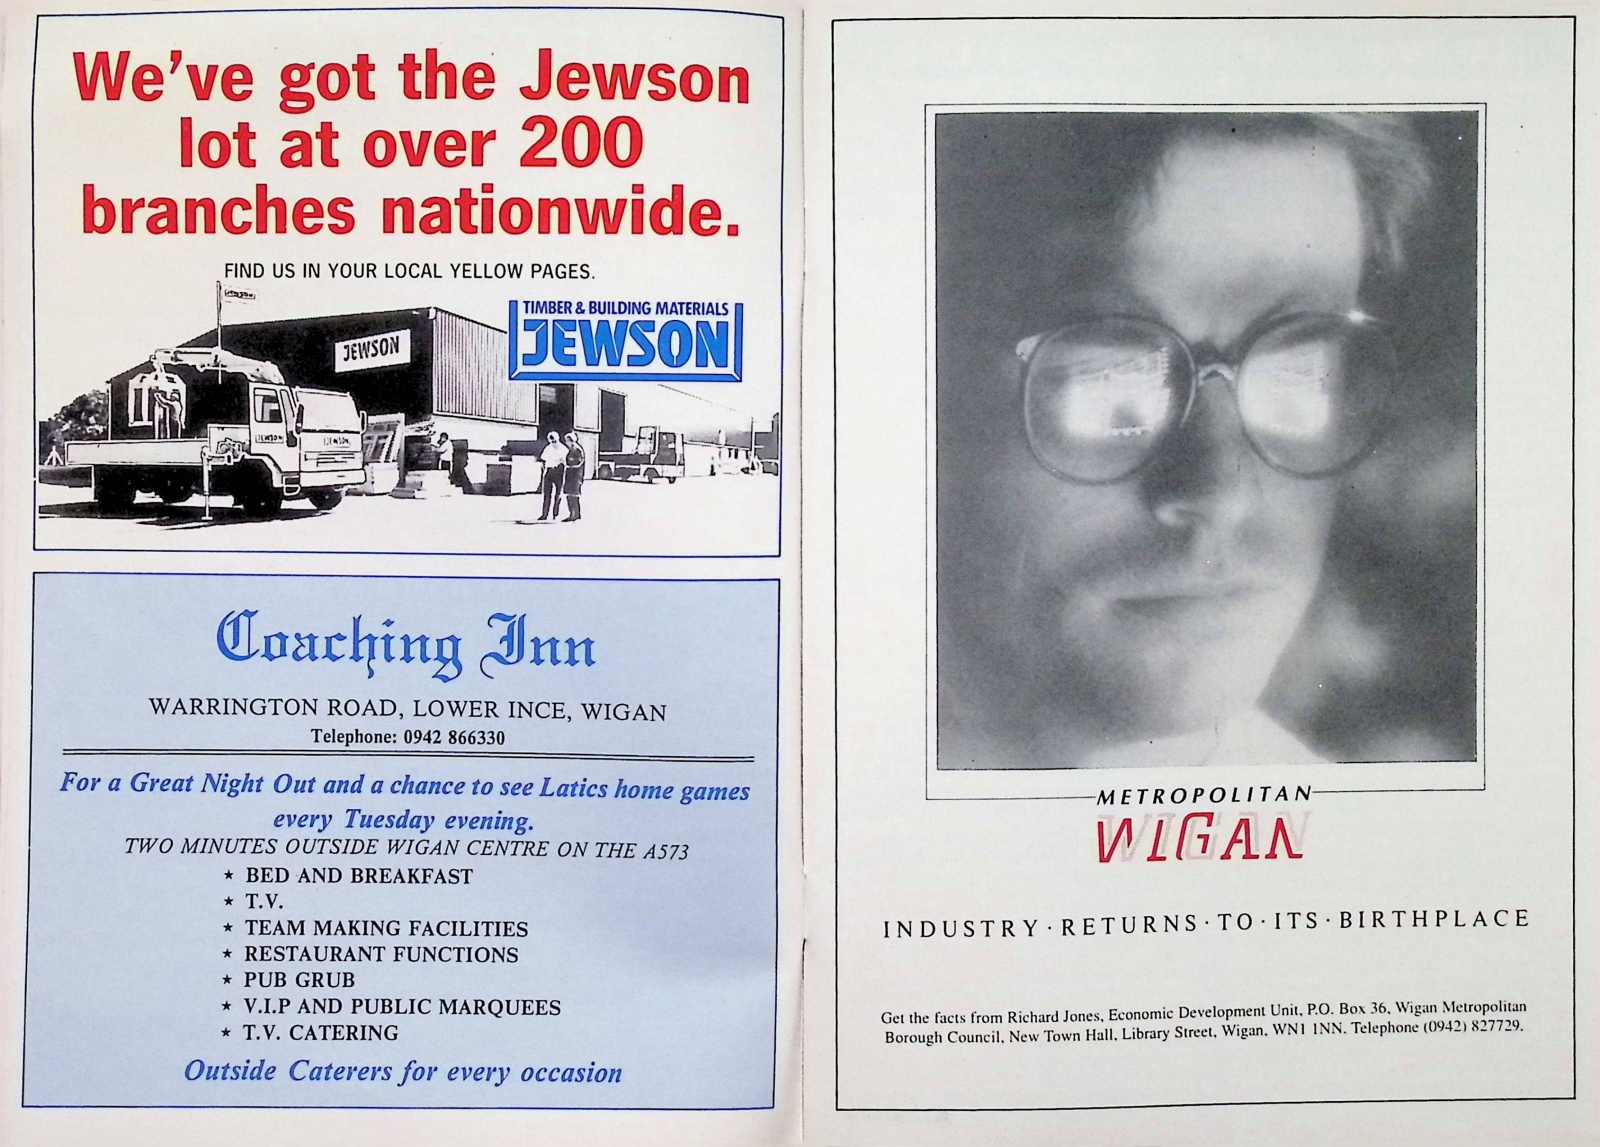 We've got the Jewson
lot at over 200
branches nationwide.
FIND US IN YOUR LOCAL YELLOW PAGES.
Jewson
TIMBER & BUILDING MATERIALS
JEWSON
JEWSON
JEWSON
JEWSON
Coaching Inn
WARRINGTON ROAD, LOWER INCE, WIGAN
Telephone: 0942 866330
For a Great Night Out and a chance to see Latics home games
every Tuesday evening.
TWO MINUTES OUTSIDE WIGAN CENTRE ON THE A573
★ BED AND BREAKFAST
★ T.V.
★ TEAM MAKING FACILITIES
★ RESTAURANT FUNCTIONS
★ PUB GRUB
★ V.I.P AND PUBLIC MARQUEES
★ T.V. CATERING
Outside Caterers for every occasion
METROPOLITAN
WIGAN
INDUSTRY·RETURNS·TO·ITS·BIRTHPLACE
Get the facts from Richard Jones, Economic Development Unit, P.O. Box 36, Wigan Metropolitan
Borough Council, New Town Hall, Library Street, Wigan, WN1 1NN. Telephone (0942) 827729.